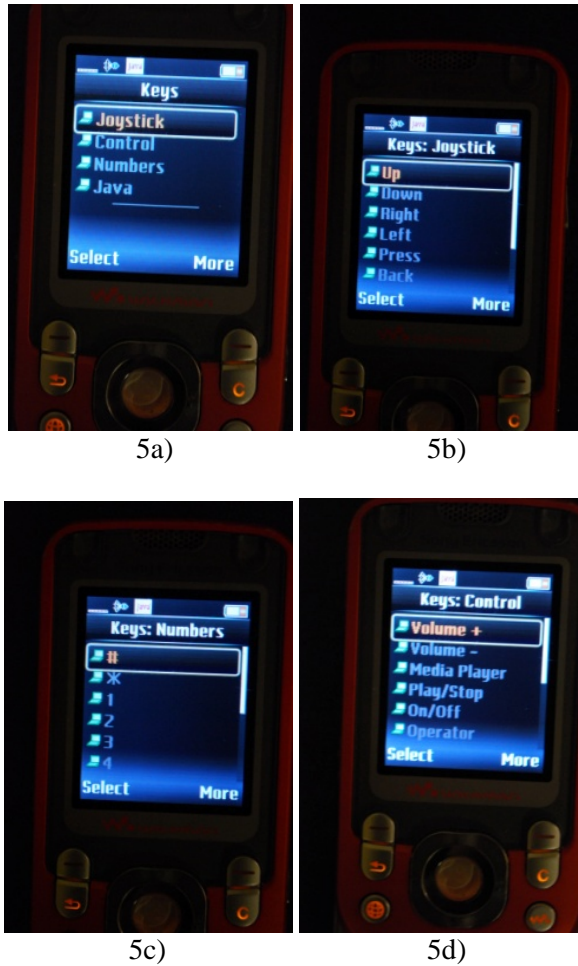 Keys
Joystick
Control
Numbers
Java
Select More
5a)
Keys: Joystick
Up
Down
Right
Left
Press
Back
Select More
5b)
Keys: Numbers
#
Ж
1
2
3
4
Select More
5c)
Keys: Control
Volume +
Volume -
Media Player
Play/Stop
On/Off
Operator
Select More
5d)